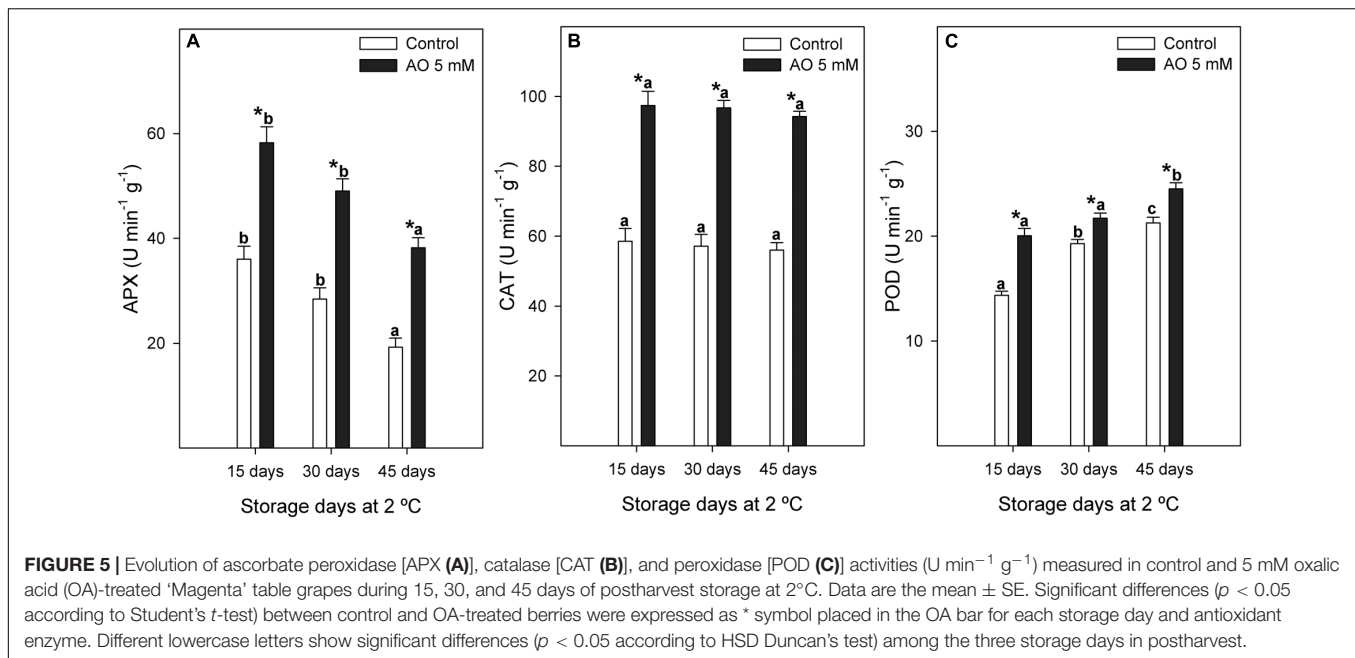 A
Control
AO 5 mM
APX (U min⁻¹ g⁻¹)
60
40
20
*b
*b
*a
b
b
a
15 days
30 days
45 days
Storage days at 2 ºC
B
Control
AO 5 mM
CAT (U min⁻¹ g⁻¹)
100
80
60
40
20
*a
*a
*a
a
a
a
15 days
30 days
45 days
Storage days at 2 ºC
C
Control
AO 5 mM
POD (U min⁻¹ g⁻¹)
30
20
10
*a
*a
*b
a
b
c
15 days
30 days
45 days
Storage days at 2 ºC
FIGURE 5 | Evolution of ascorbate peroxidase [APX (A)], catalase [CAT (B)], and peroxidase [POD (C)] activities (U min⁻¹ g⁻¹) measured in control and 5 mM oxalic
acid (OA)-treated ‘Magenta’ table grapes during 15, 30, and 45 days of postharvest storage at 2°C. Data are the mean ± SE. Significant differences (p < 0.05
according to Student’s t-test) between control and OA-treated berries were expressed as * symbol placed in the OA bar for each storage day and antioxidant
enzyme. Different lowercase letters show significant differences (p < 0.05 according to HSD Duncan’s test) among the three storage days in postharvest.